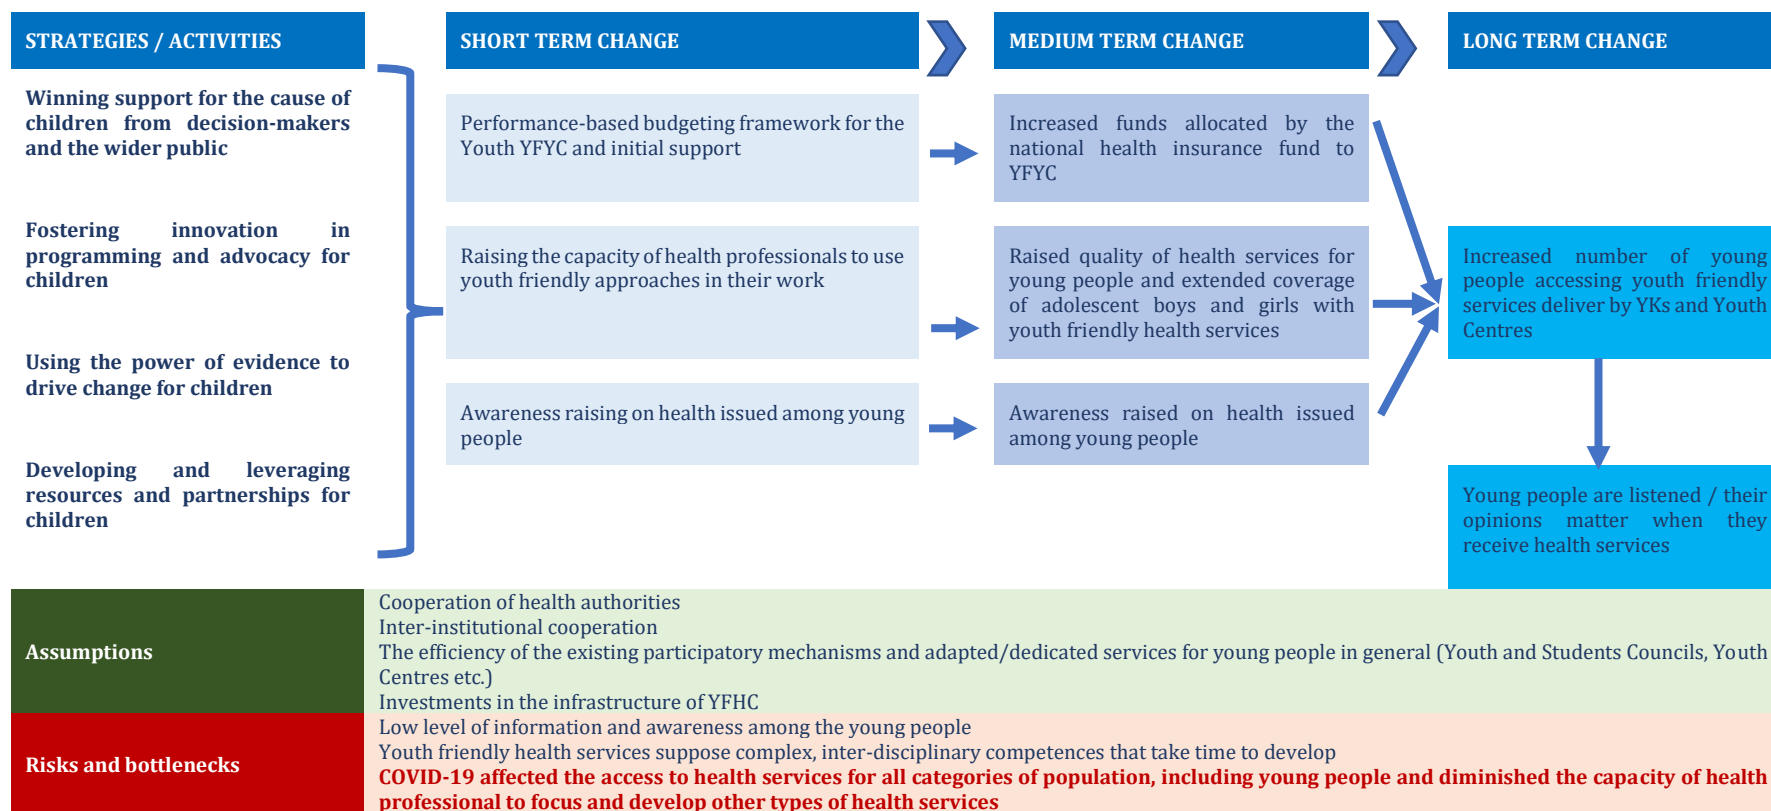 STRATEGIES / ACTIVITIES
Winning support for the cause of
children from decision-makers
and the wider public
Fostering innovation in
programming and advocacy for
children
Using the power of evidence to
drive change for children
Developing and leveraging
resources and partnerships for
children
SHORT TERM CHANGE
Performance-based budgeting framework for the
Youth YFYC and initial support
Raising the capacity of health professionals to use
youth friendly approaches in their work
Awareness raising on health issued among young
people
MEDIUM TERM CHANGE
Increased funds allocated by the
national health insurance fund to
YFYC
Raised quality of health services for
young people and extended coverage
of adolescent boys and girls with
youth friendly health services
Awareness raised on health issued
among young people
LONG TERM CHANGE
Increased number of young
people accessing youth friendly
services deliver by YKs and Youth
Centres
Young people are listened / their
opinions matter when they
receive health services
Assumptions
Cooperation of health authorities
Inter-institutional cooperation
The efficiency of the existing participatory mechanisms and adapted/dedicated services for young people in general (Youth and Students Councils, Youth
Centres etc.)
Investments in the infrastructure of YFHC
Risks and bottlenecks
Low level of information and awareness among the young people
Youth friendly health services suppose complex, inter-disciplinary competences that take time to develop
COVID-19 affected the access to health services for all categories of population, including young people and diminished the capacity of health
professional to focus and develop other types of health services